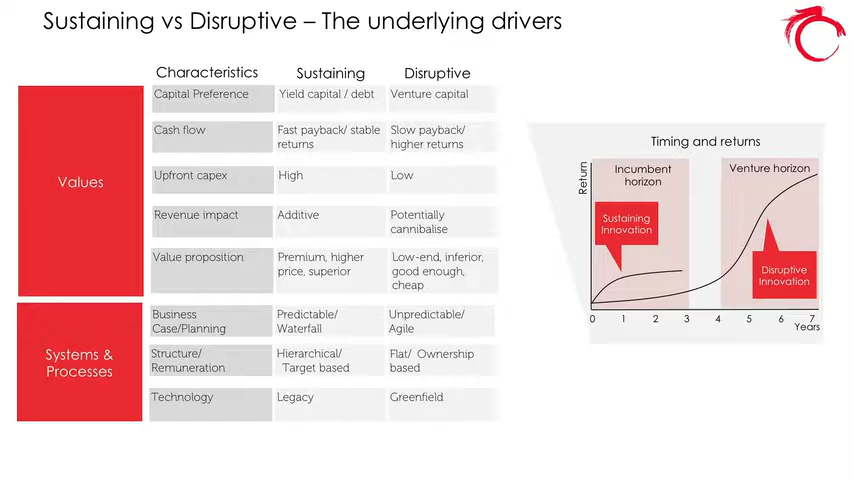 Sustaining vs Disruptive – The underlying drivers
Characteristics Sustaining Disruptive
Values
Capital Preference Yield capital / debt Venture capital
Cash flow Fast payback/ stable returns Slow payback/ higher returns
Upfront capex High Low
Revenue impact Additive Potentially cannibalise
Value proposition Premium, higher price, superior Low-end, inferior, good enough, cheap
Systems & Processes
Business Case/Planning Predictable/ Waterfall Unpredictable/ Agile
Structure/ Remuneration Hierarchical/ Target based Flat/ Ownership based
Technology Legacy Greenfield
Timing and returns
Return
Incumbent horizon
Venture horizon
Sustaining Innovation
Disruptive Innovation
0 1 2 3 4 5 6 7
Years